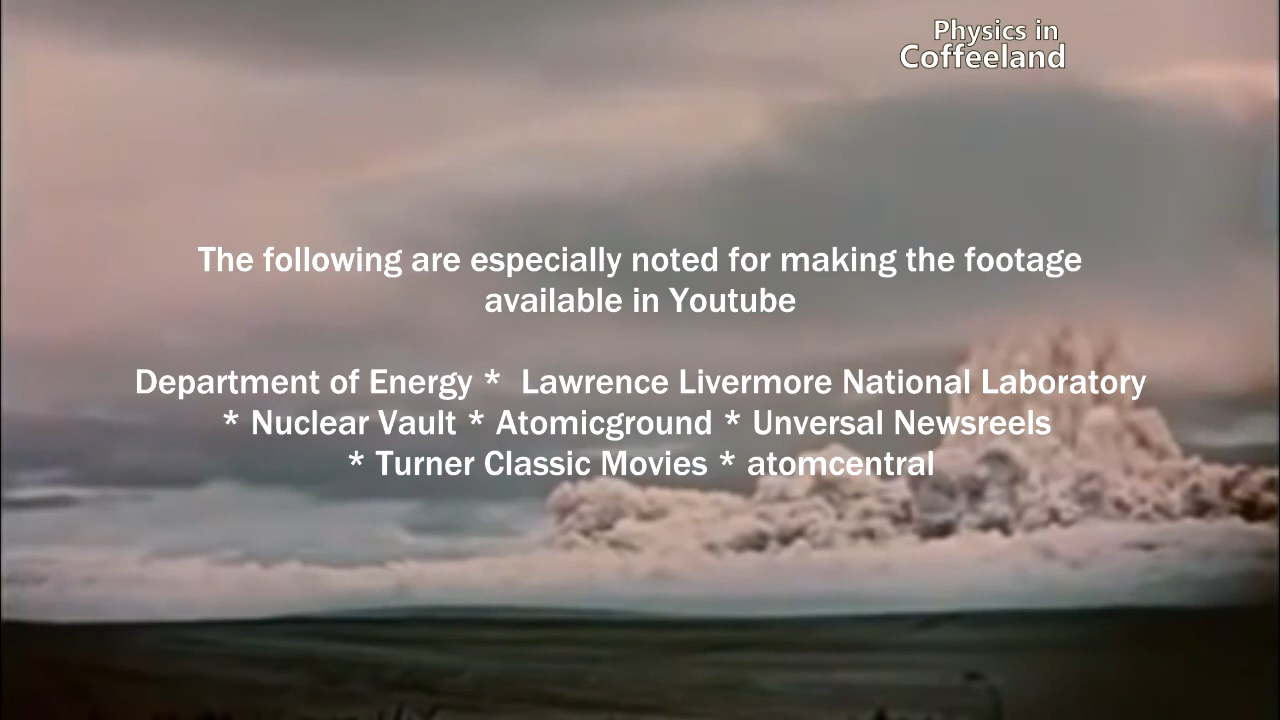 Physics in
Coffeeland
The following are especially noted for making the footage
available in Youtube
Department of Energy *  Lawrence Livermore National Laboratory
* Nuclear Vault * Atomicground * Unversal Newsreels
* Turner Classic Movies * atomcentral